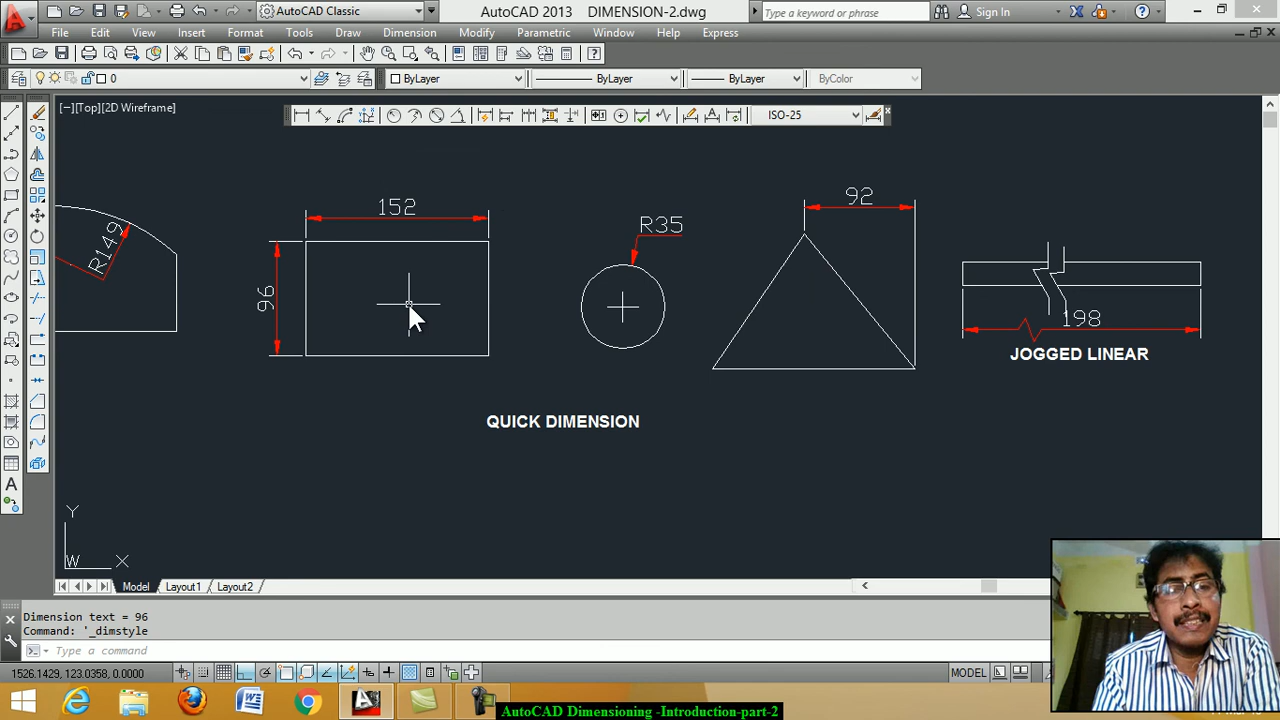 AutoCAD Classic
AutoCAD 2013 DIMENSION-2.dwg
Type a keyword or phrase
Sign In
File Edit View Insert Format Tools Draw Dimension Modify Parametric Window Help Express
0
ByLayer
ByLayer
ByLayer
ByColor
[−][Top][2D Wireframe]
ISO-25
R149
152
96
R35
92
198
JOGGED LINEAR
QUICK DIMENSION
Y
W
X
Model Layout1 Layout2
Dimension text = 96
Command: '_dimstyle
Type a command
1526.1429, 123.0358, 0.0000
MODEL
AutoCAD Dimensioning -Introduction-part-2